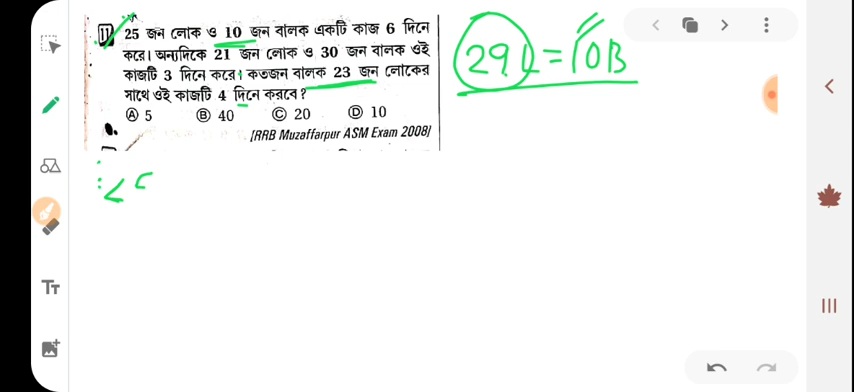 11 25 জন লোক ও 10 জন বালক একটি কাজ 6 দিনে
করে। অন্যদিকে 21 জন লোক ও 30 জন বালক ওই
কাজটি 3 দিনে করে। কতজন বালক 23 জন লোকের
সাথে ওই কাজটি 4 দিনে করবে?
Ⓐ 5 Ⓑ 40 Ⓒ 20 Ⓓ 10
[RRB Muzaffarpur ASM Exam 2008]
29L = 10B
Tт